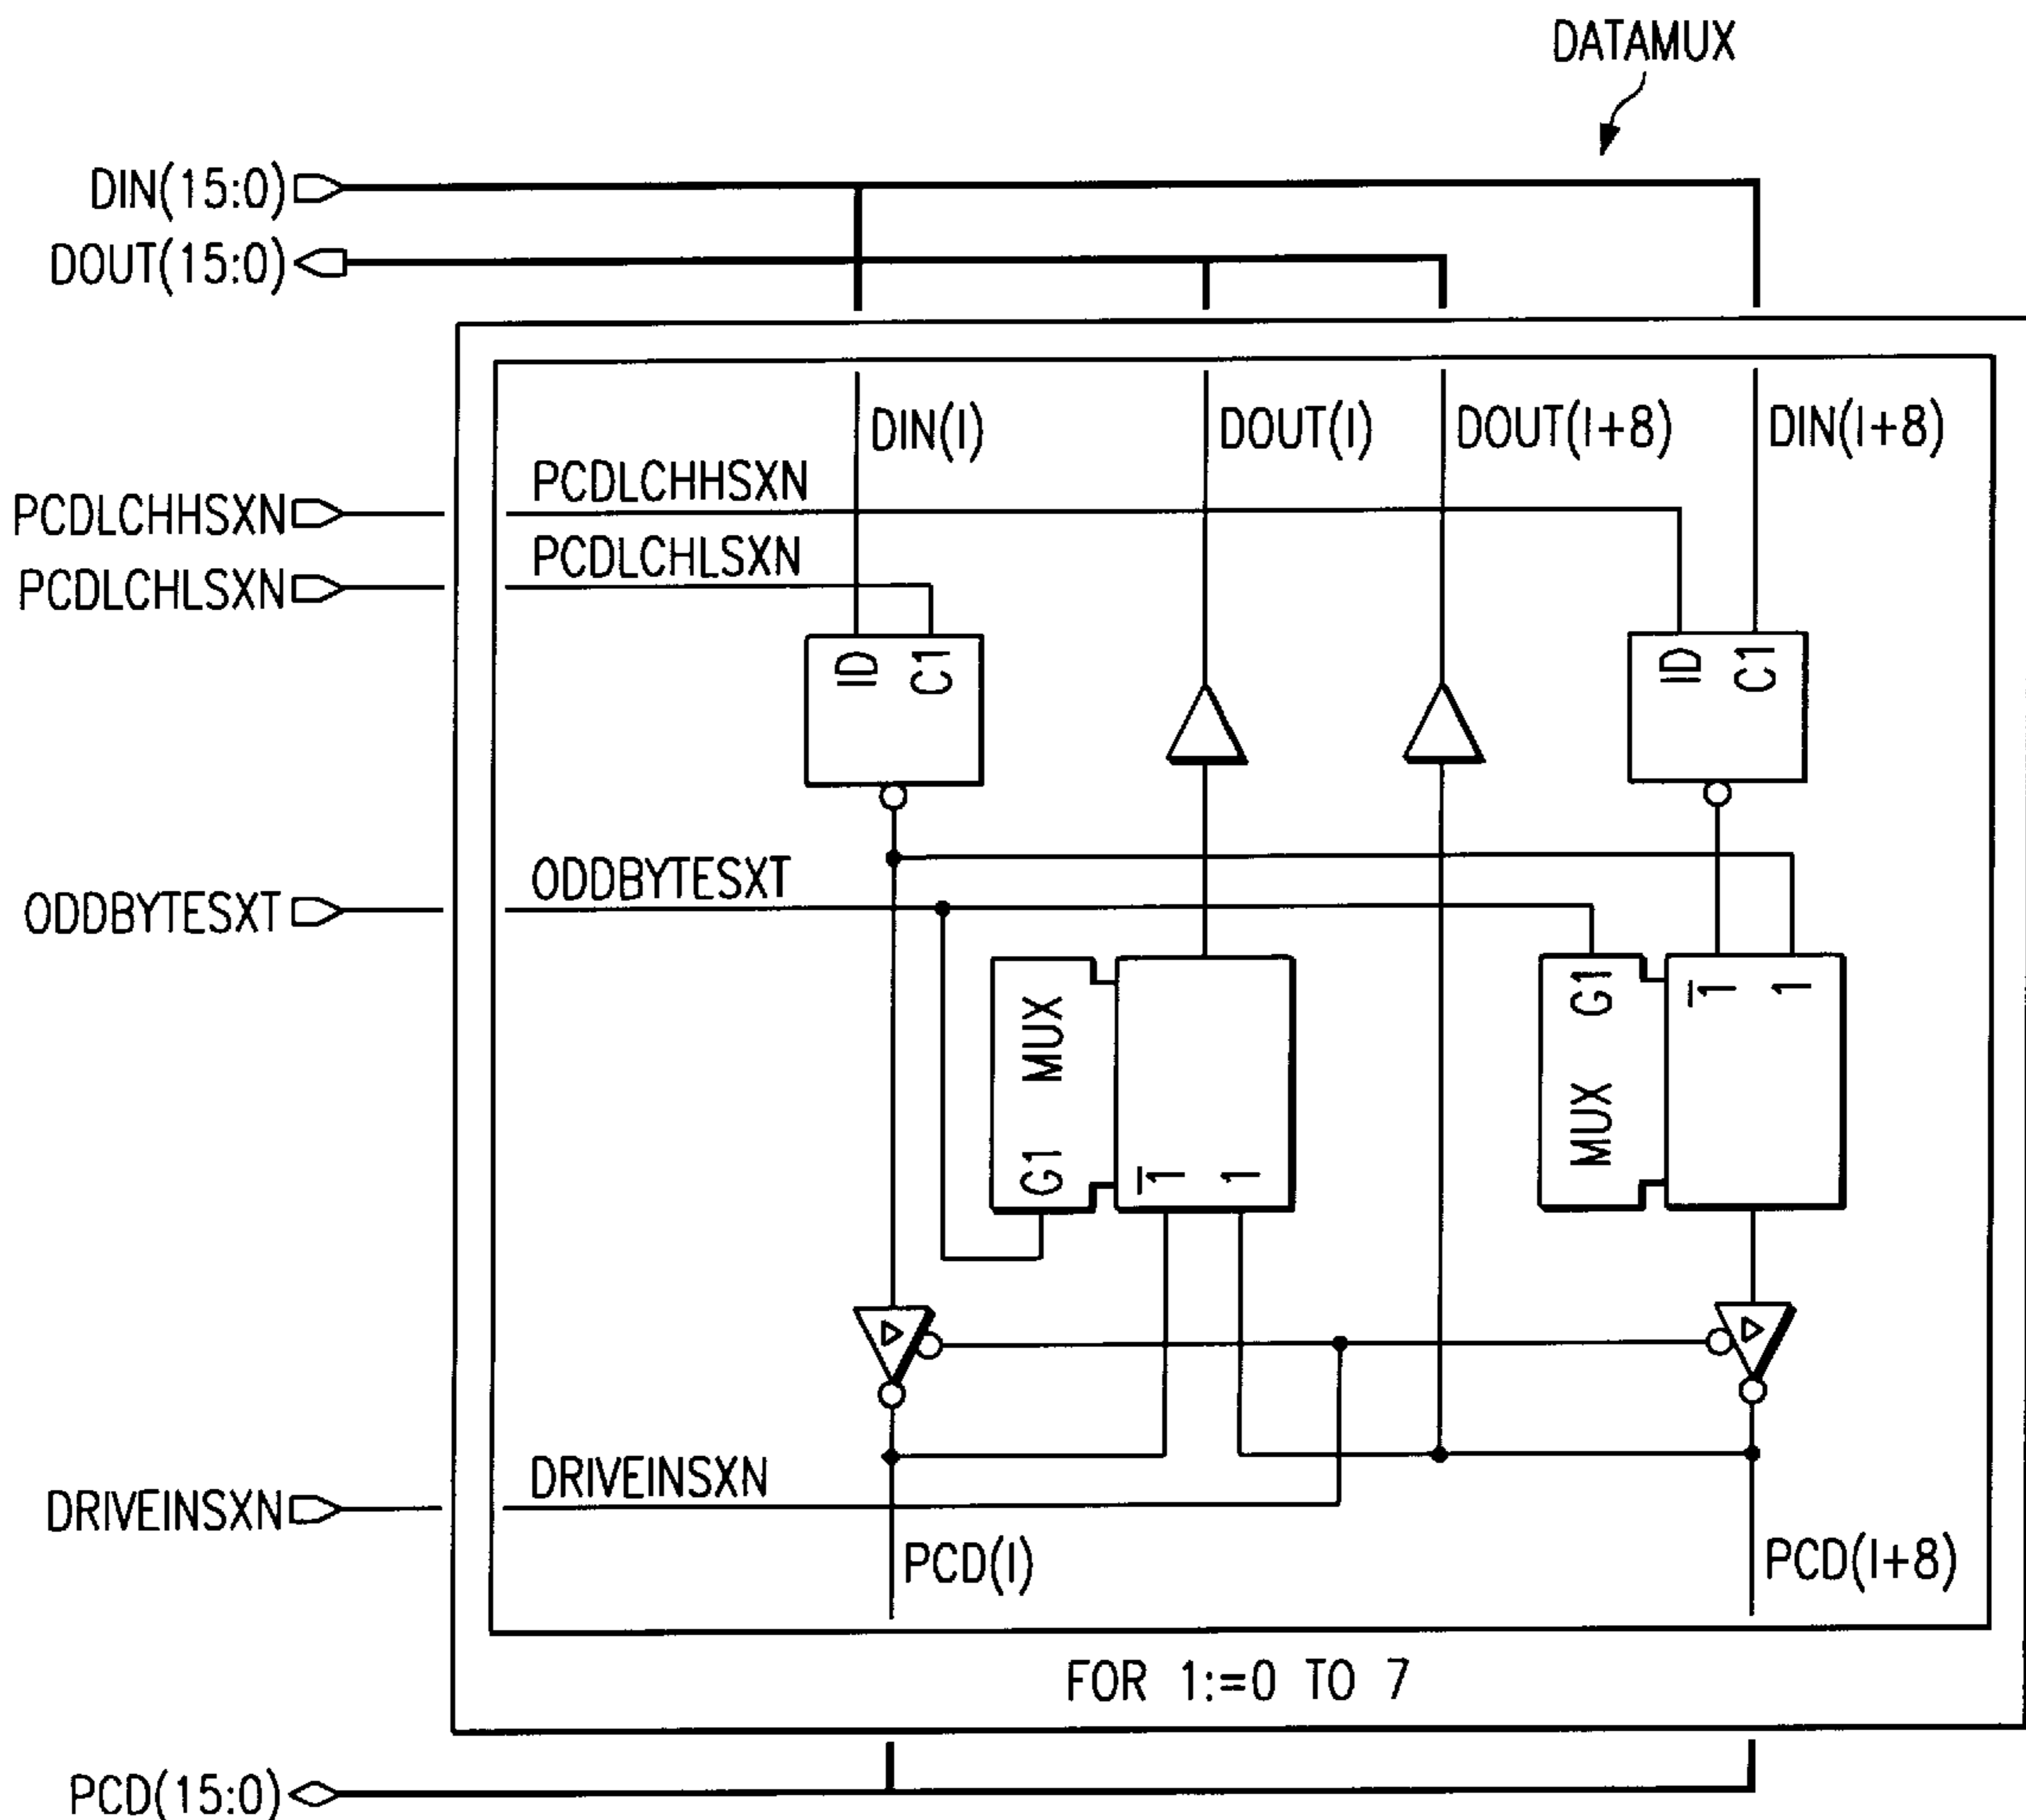 DATAMUX
DIN(15:0)
DOUT(15:0)
DIN(I)
DOUT(I)
DOUT(I+8)
DIN(I+8)
PCDLCHHSXN
PCDLCHHSXN
PCDLCHLSXN
PCDLCHLSXN
ID C1
ID C1
ODDBYTESXT
ODDBYTESXT
G1 MUX
1 1
MUX G1
1 1
DRIVEINSXN
DRIVEINSXN
PCD(I)
PCD(I+8)
FOR 1:=0 TO 7
PCD(15:0)